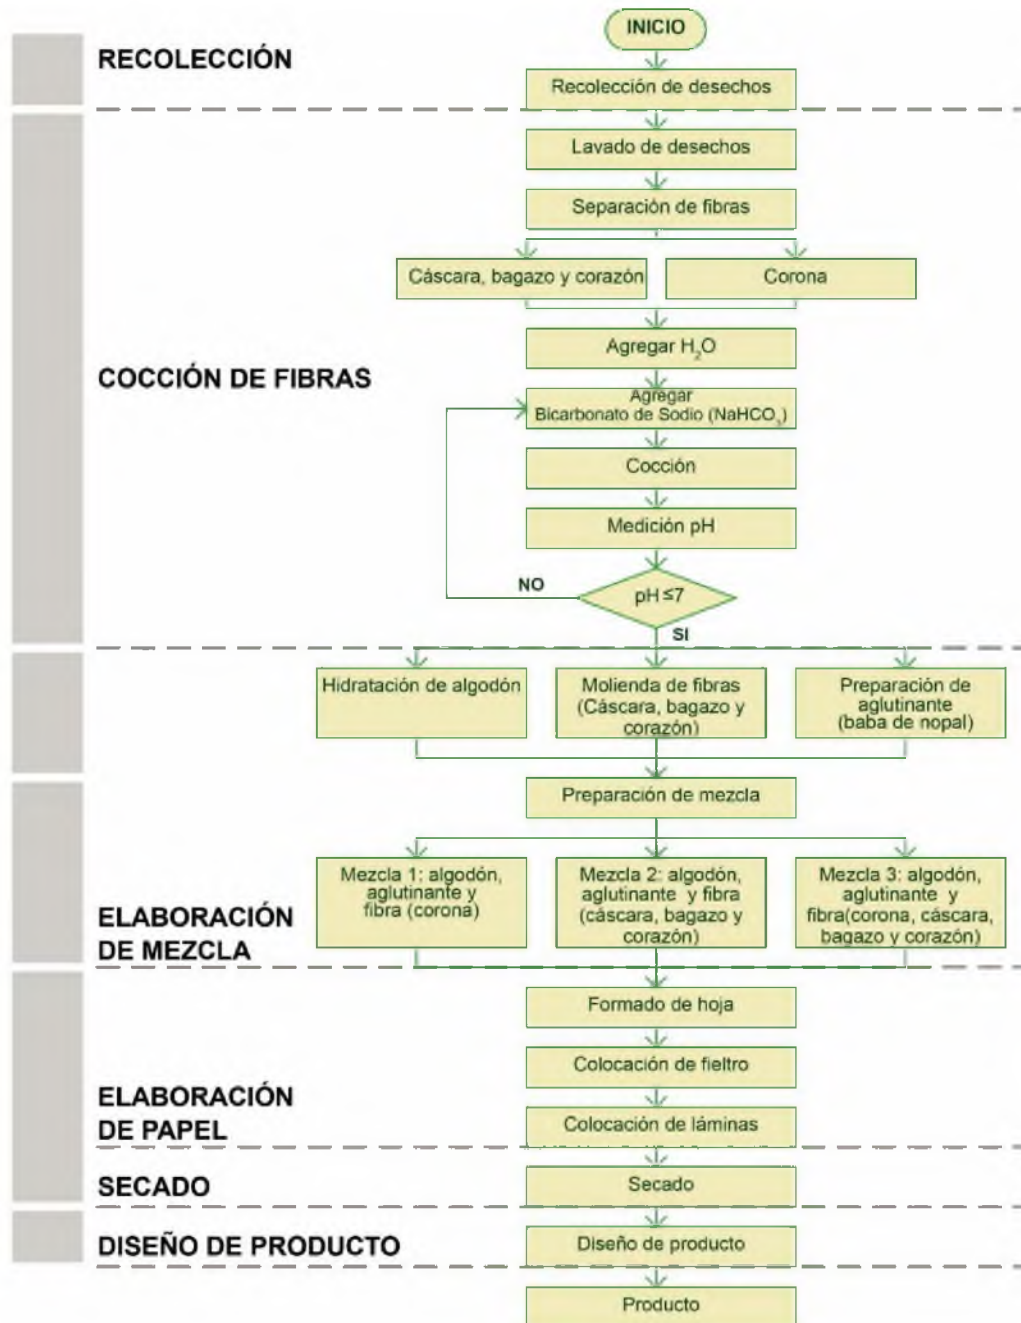 INICIO
RECOLECCIÓN
Recolección de desechos
Lavado de desechos
Separación de fibras
Cáscara, bagazo y corazón
Corona
Agregar H₂O
COCCIÓN DE FIBRAS
Agregar
Bicarbonato de Sodio (NaHCO₃)
Cocción
Medición pH
NO
pH ≤7
SI
Hidratación de algodón
Molienda de fibras
(Cáscara, bagazo y
corazón)
Preparación de
aglutinante
(baba de nopal)
Preparación de mezcla
Mezcla 1: algodón,
aglutinante y
fibra (corona)
Mezcla 2: algodón,
aglutinante y fibra
(cáscara, bagazo y
corazón)
Mezcla 3: algodón,
aglutinante y
fibra(corona, cáscara,
bagazo y corazón)
ELABORACIÓN
DE MEZCLA
Formado de hoja
Colocación de fieltro
ELABORACIÓN
DE PAPEL
Colocación de láminas
SECADO
Secado
DISEÑO DE PRODUCTO
Diseño de producto
Producto